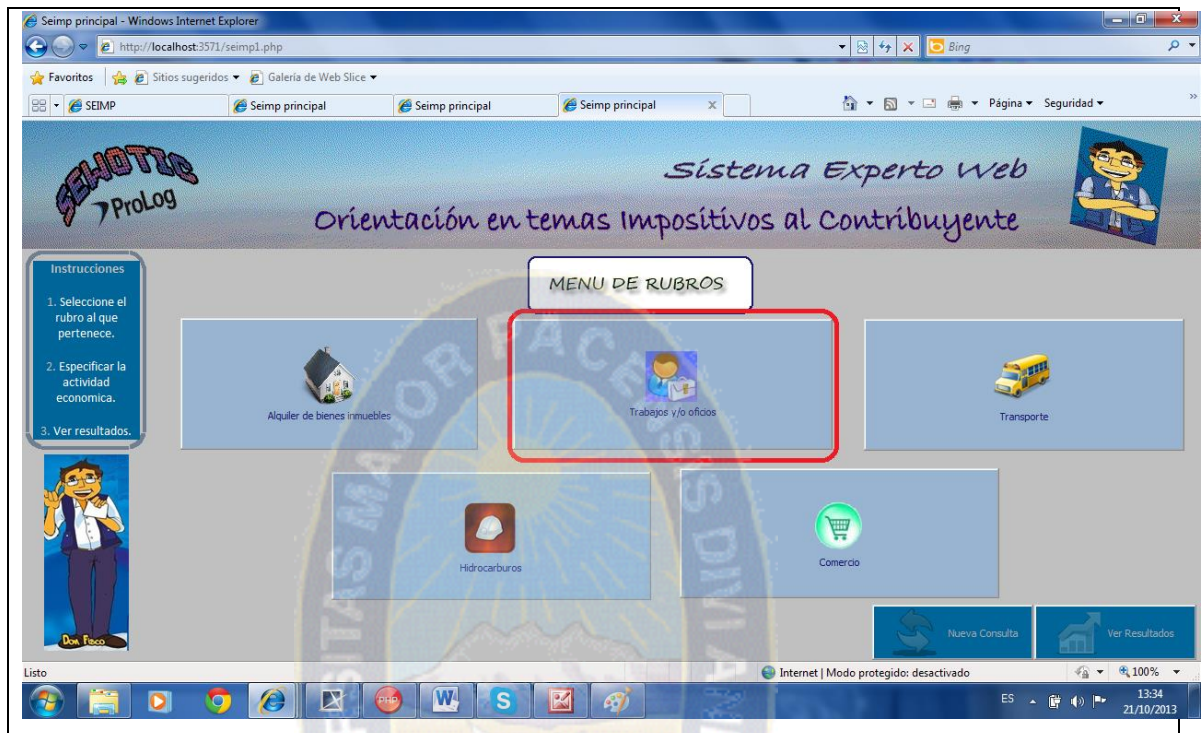 Seimp principal - Windows Internet Explorer
http://localhost:3571/seimp1.php
Bing
Favoritos
Sitios sugeridos
Galería de Web Slice
SEIMP
Seimp principal
Seimp principal
Seimp principal
X
Página
Seguridad
SEWOTIC
ProLog
Sistema Experto Web
Orientación en temas Impositivos al Contribuyente
Instrucciones
1. Seleccione el
rubro al que
pertenece.
2. Especificar la
actividad
economica.
3. Ver resultados.
MENU DE RUBROS
Alquiler de bienes inmuebles
Trabajos y/o oficios
Transporte
Hidrocarburos
Comercio
Don Fisco
Nueva Consulta
Ver Resultados
Listo
Internet | Modo protegido: desactivado
100%
PHP
ES
13:34
21/10/2013